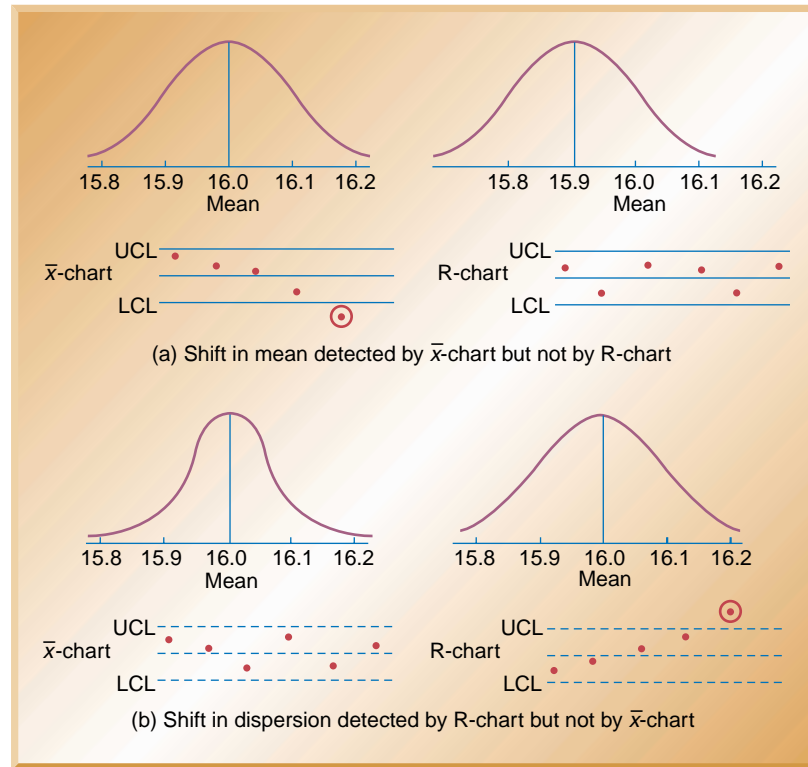 15.8 15.9 16.0 16.1 16.2
Mean
15.8 15.9 16.0 16.1 16.2
Mean
UCL
x̄-chart
LCL
UCL
R-chart
LCL
(a) Shift in mean detected by x̄-chart but not by R-chart
15.8 15.9 16.0 16.1 16.2
Mean
15.8 15.9 16.0 16.1 16.2
Mean
UCL
x̄-chart
LCL
UCL
R-chart
LCL
(b) Shift in dispersion detected by R-chart but not by x̄-chart